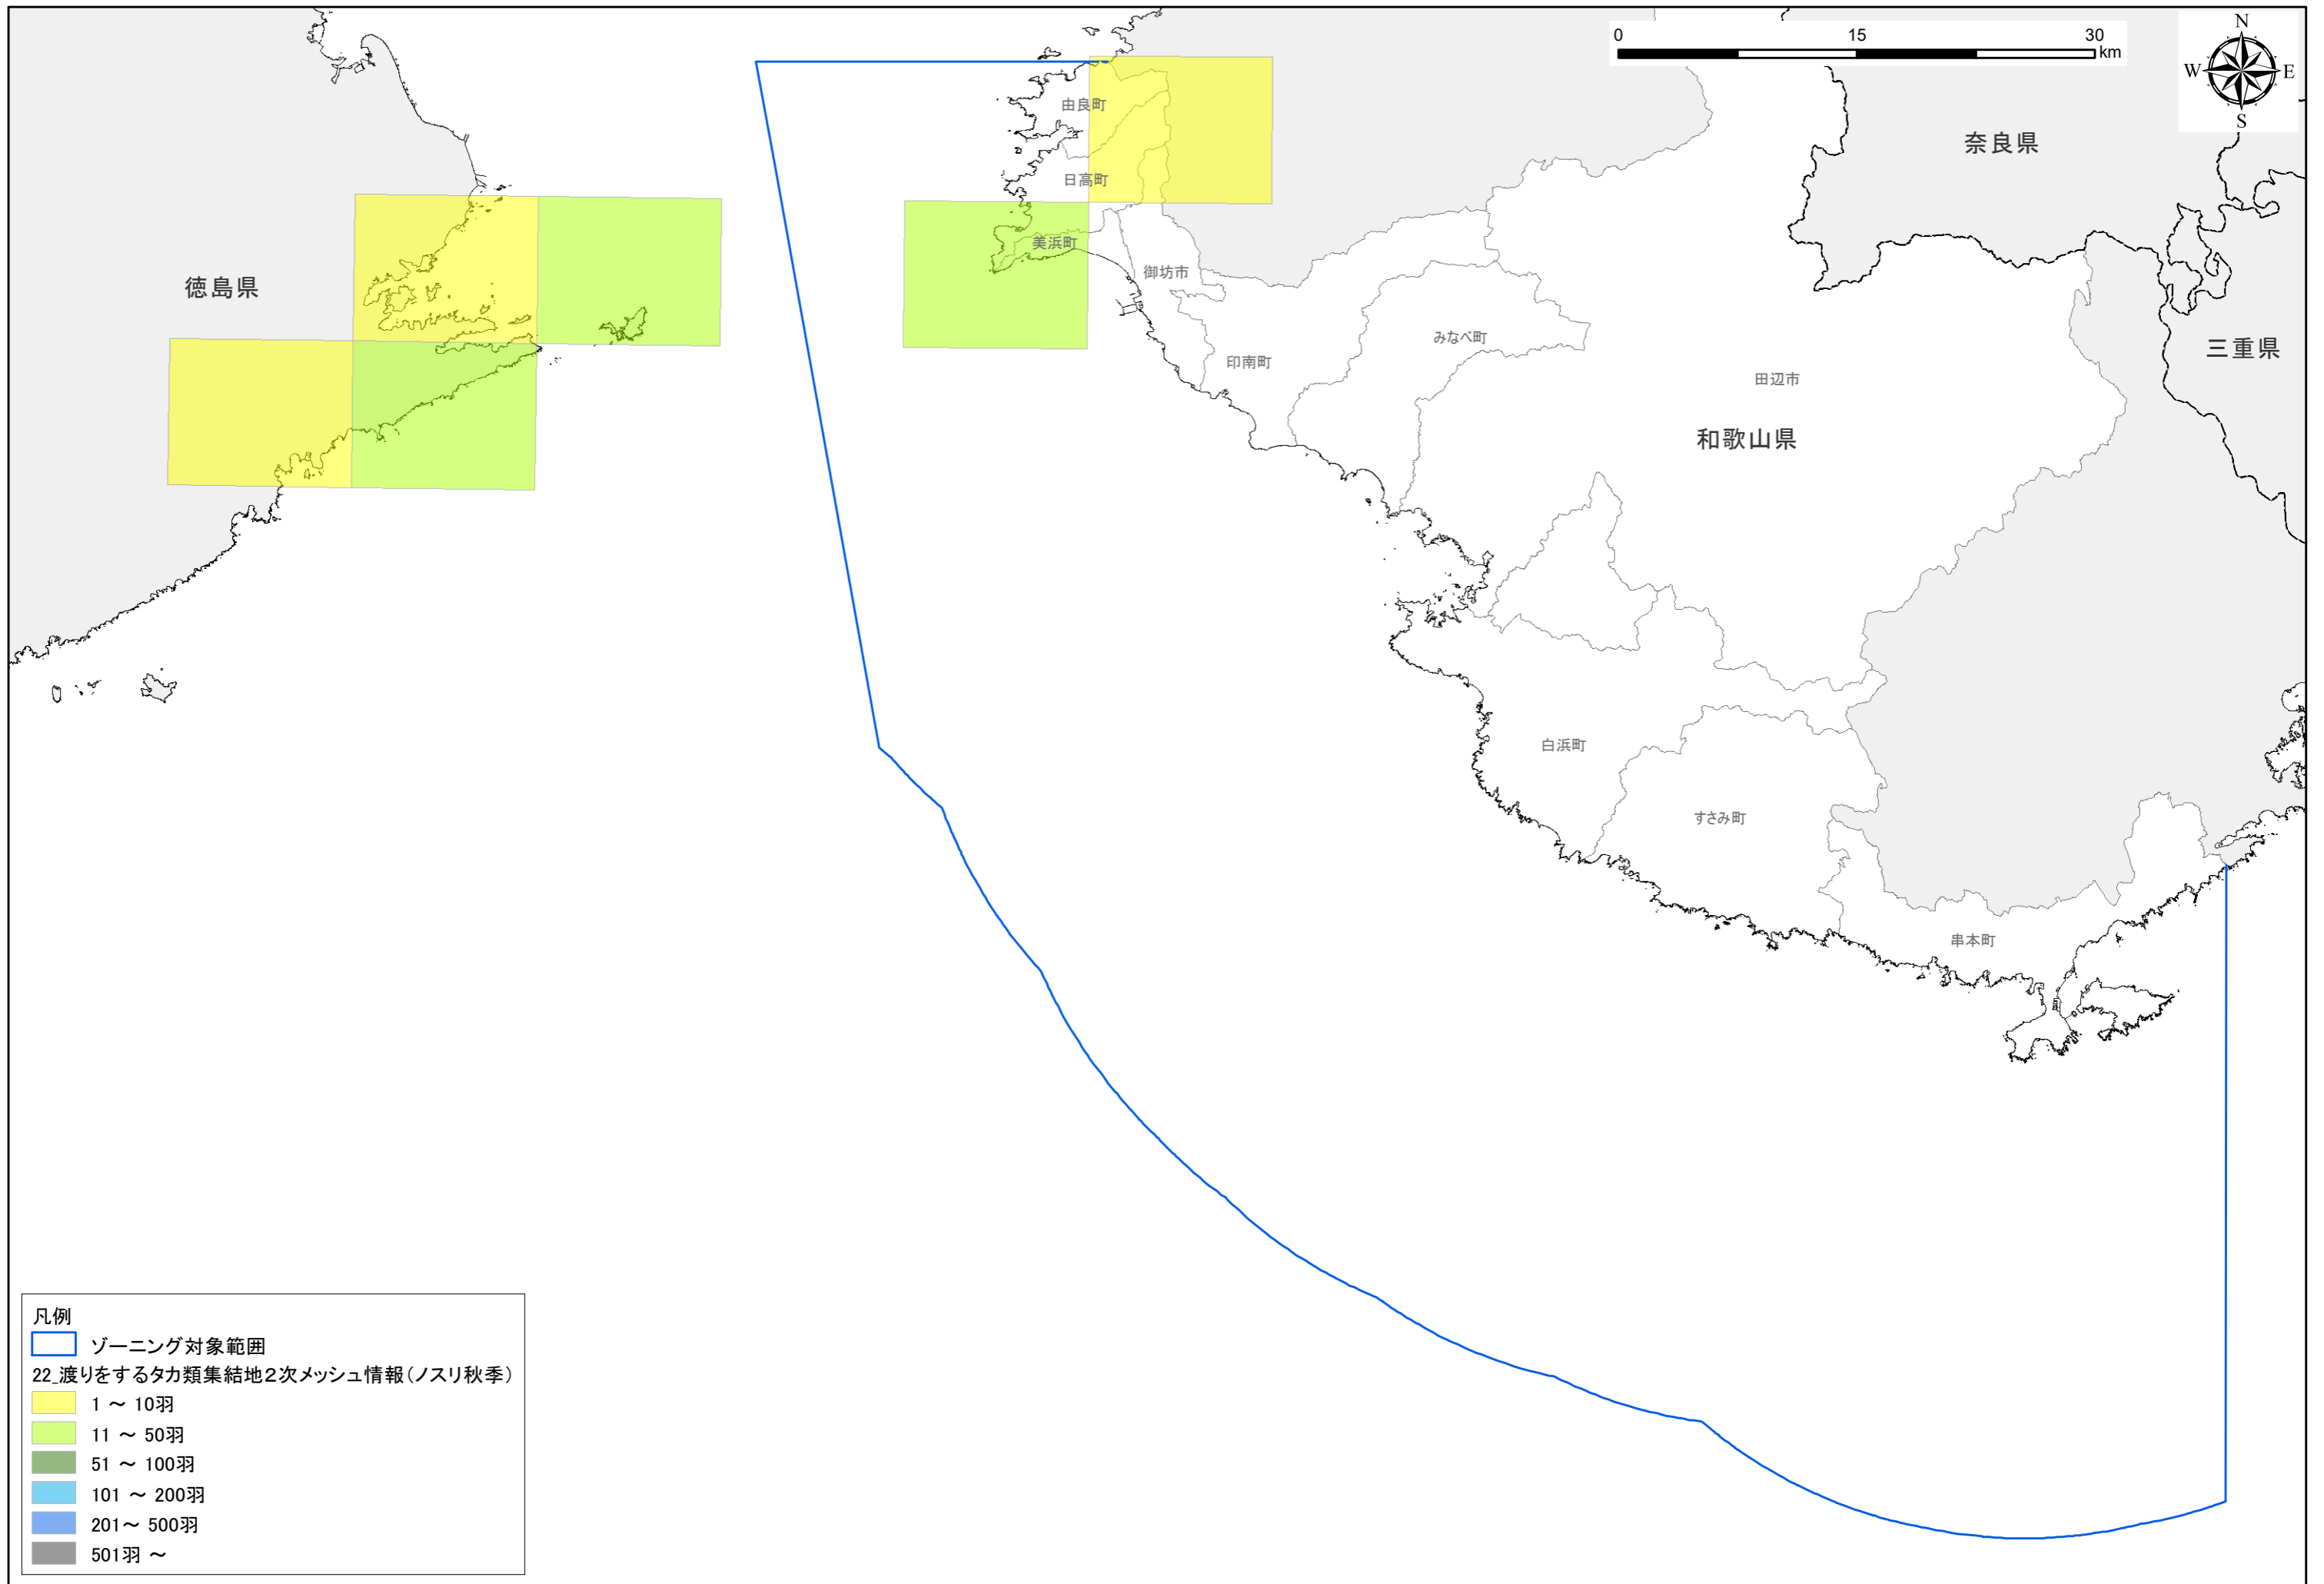 0 15 30
km
N
W E
S
奈良県
三重県
徳島県
和歌山県
由良町
日高町
美浜町
御坊市
印南町
みなべ町
田辺市
白浜町
すさみ町
串本町
凡例
ゾーニング対象範囲
22_渡りをするタカ類集結地2次メッシュ情報(ノスリ秋季)
1 ～ 10羽
11 ～ 50羽
51 ～ 100羽
101 ～ 200羽
201～ 500羽
501羽 ～